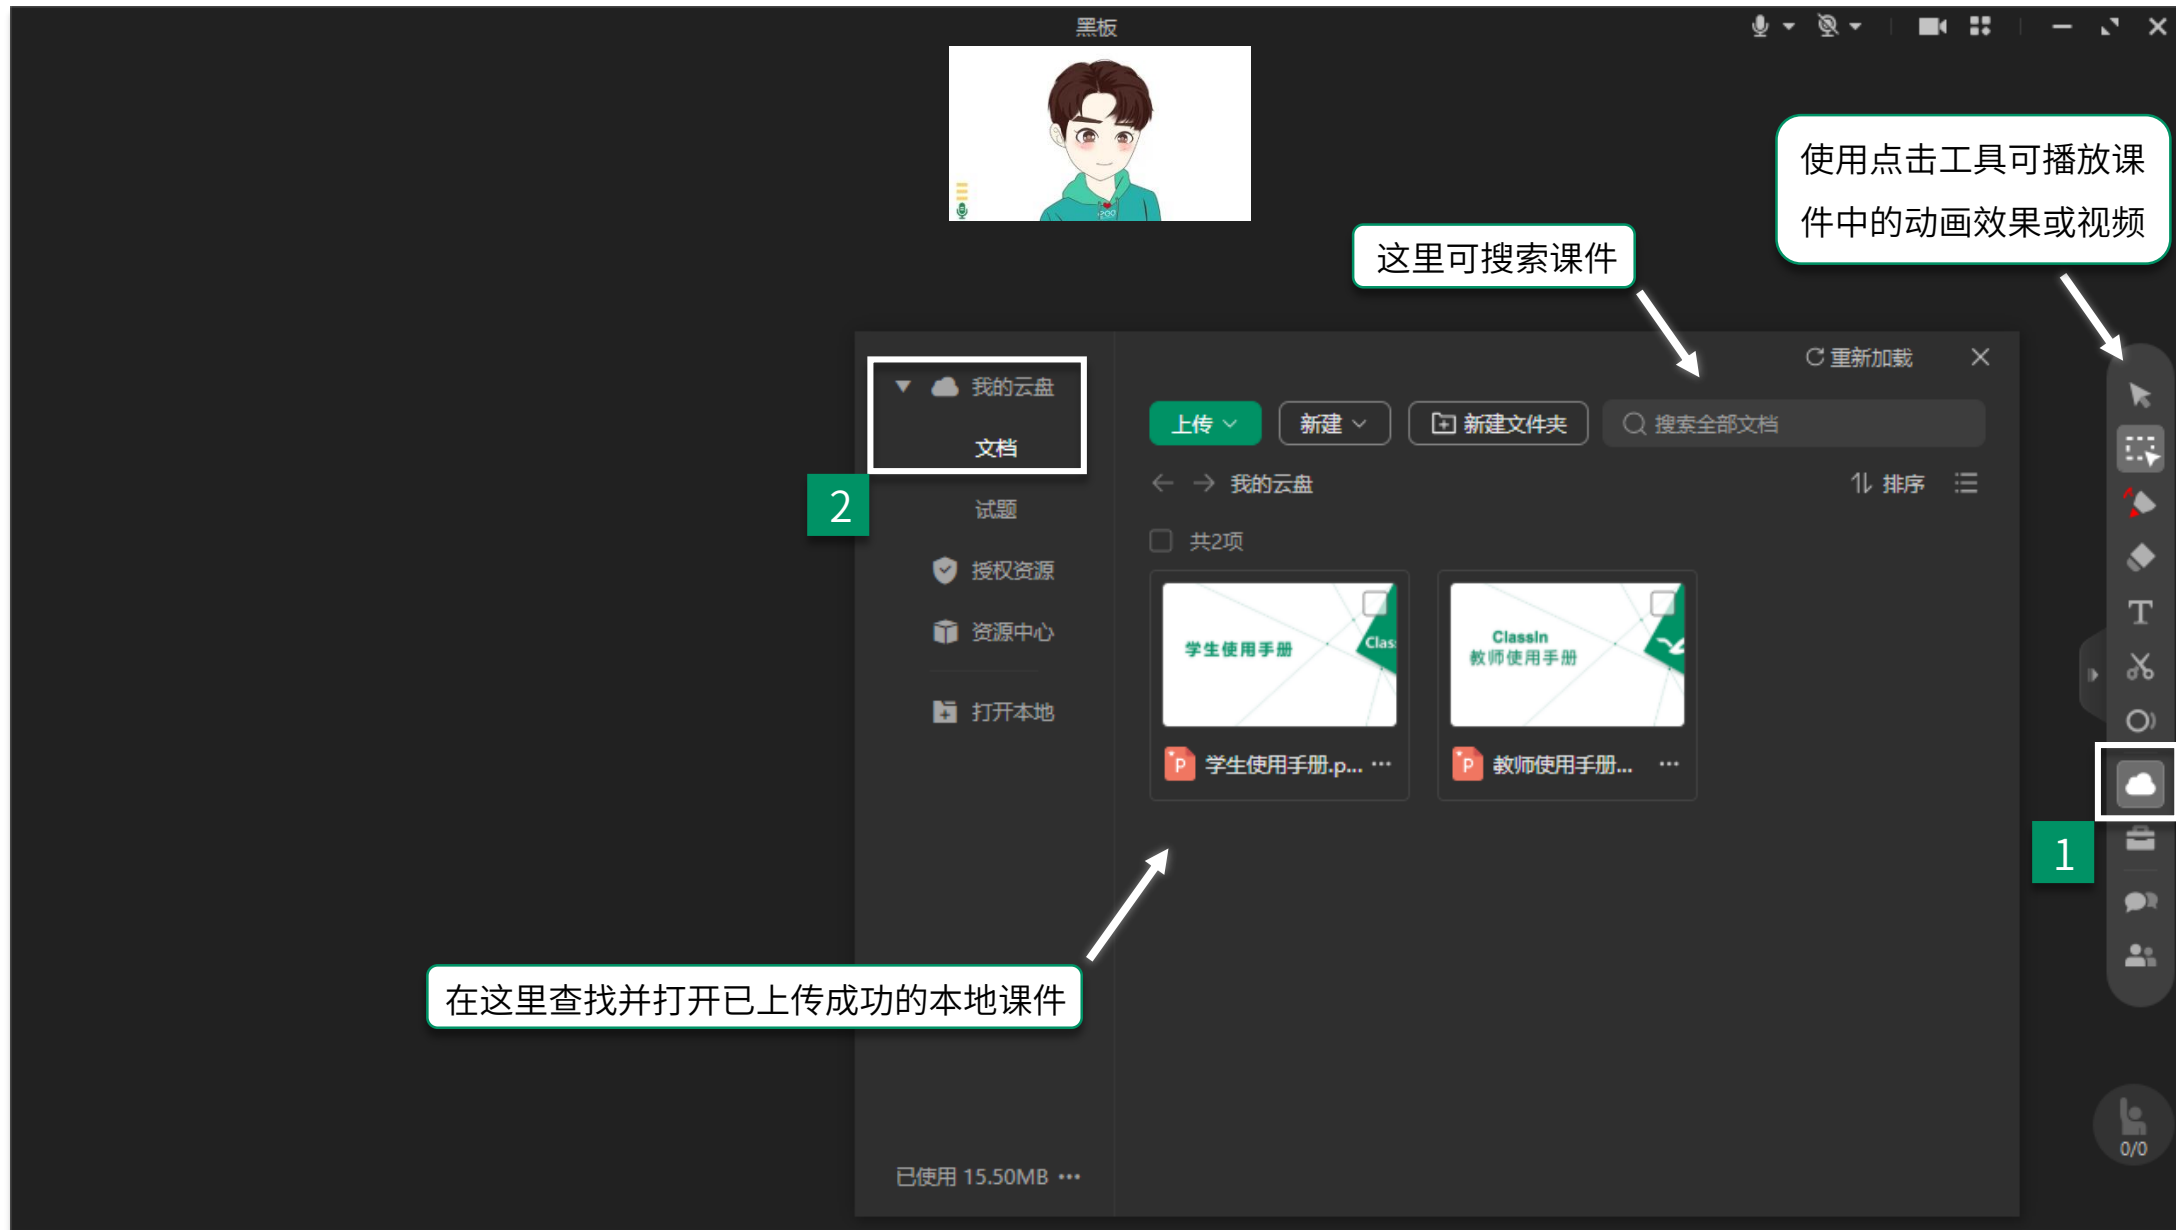 黑板
使用点击工具可播放课
件中的动画效果或视频
这里可搜索课件
重新加载
我的云盘
文档
2
试题
授权资源
资源中心
打开本地
上传
新建
新建文件夹
搜索全部文档
我的云盘
排序
共2项
学生使用手册
Clas
ClassIn
教师使用手册
P 学生使用手册.p... ···
P 教师使用手册... ···
1
在这里查找并打开已上传成功的本地课件
已使用 15.50MB ···
T
0/0